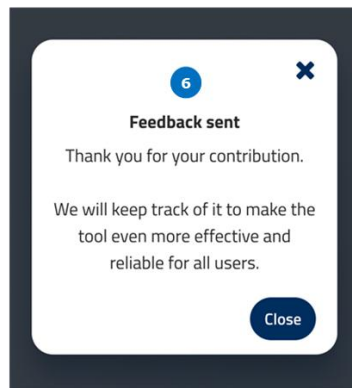 6
Feedback sent
Thank you for your contribution.
We will keep track of it to make the
tool even more effective and
reliable for all users.
Close